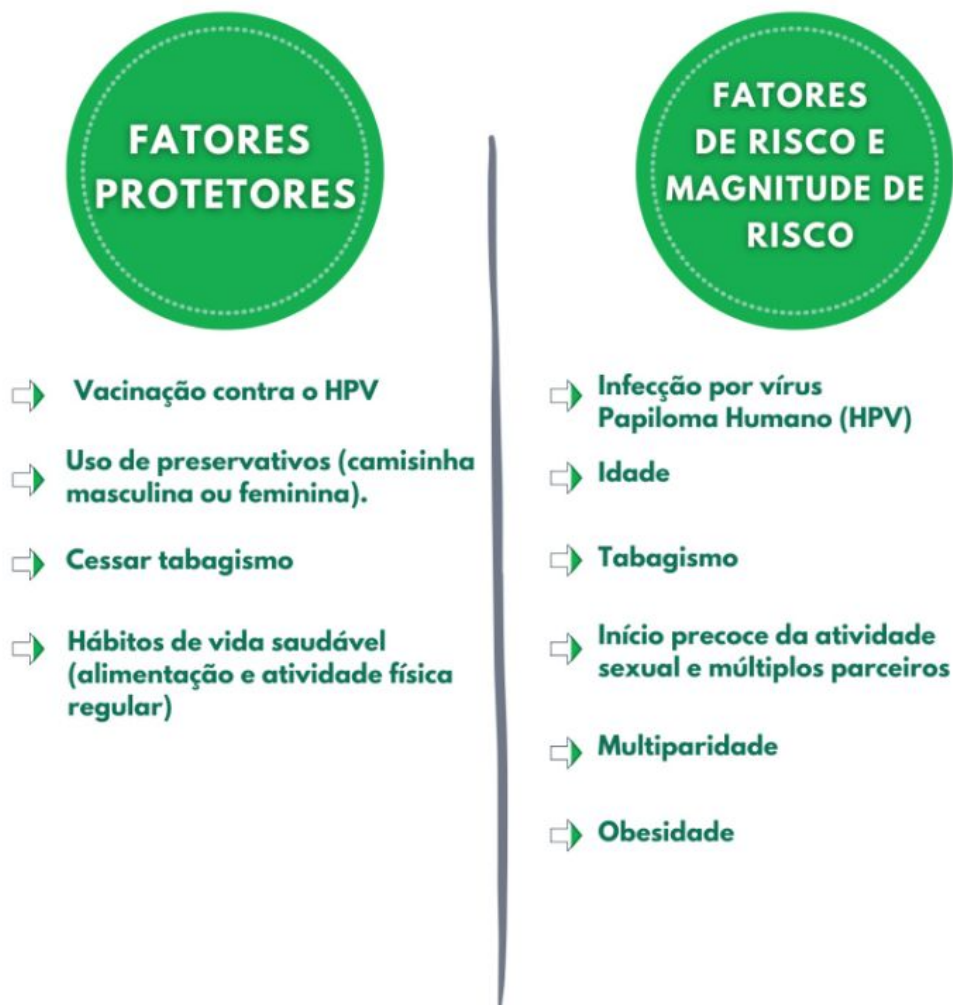 FATORES
PROTETORES
Vacinação contra o HPV
Uso de preservativos (camisinha
masculina ou feminina).
Cessar tabagismo
Hábitos de vida saudável
(alimentação e atividade física
regular)
FATORES
DE RISCO E
MAGNITUDE DE
RISCO
Infecção por vírus
Papiloma Humano (HPV)
Idade
Tabagismo
Início precoce da atividade
sexual e múltiplos parceiros
Multiparidade
Obesidade